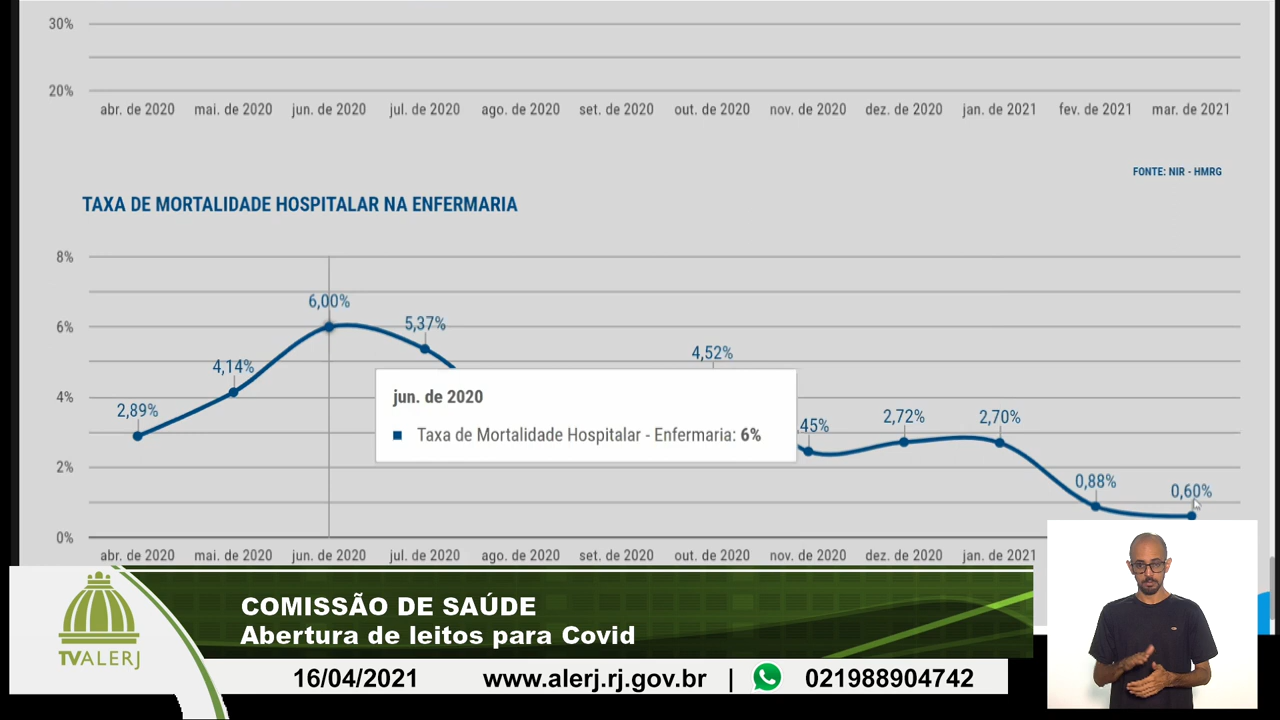 30%
20%
abr. de 2020 mai. de 2020 jun. de 2020 jul. de 2020 ago. de 2020 set. de 2020 out. de 2020 nov. de 2020 dez. de 2020 jan. de 2021 fev. de 2021 mar. de 2021
FONTE: NIR - HMRG
TAXA DE MORTALIDADE HOSPITALAR NA ENFERMARIA
8%
6,00%
6%
5,37%
4,52%
4,14%
4%
jun. de 2020
2,89%
,45%
2,72%
2,70%
Taxa de Mortalidade Hospitalar - Enfermaria: 6%
2%
0,88%
0,60%
0%
abr. de 2020 mai. de 2020 jun. de 2020 jul. de 2020 ago. de 2020 set. de 2020 out. de 2020 nov. de 2020 dez. de 2020 jan. de 2021
COMISSÃO DE SAÚDE
Abertura de leitos para Covid
TVALERJ
16/04/2021 www.alerj.rj.gov.br | 021988904742